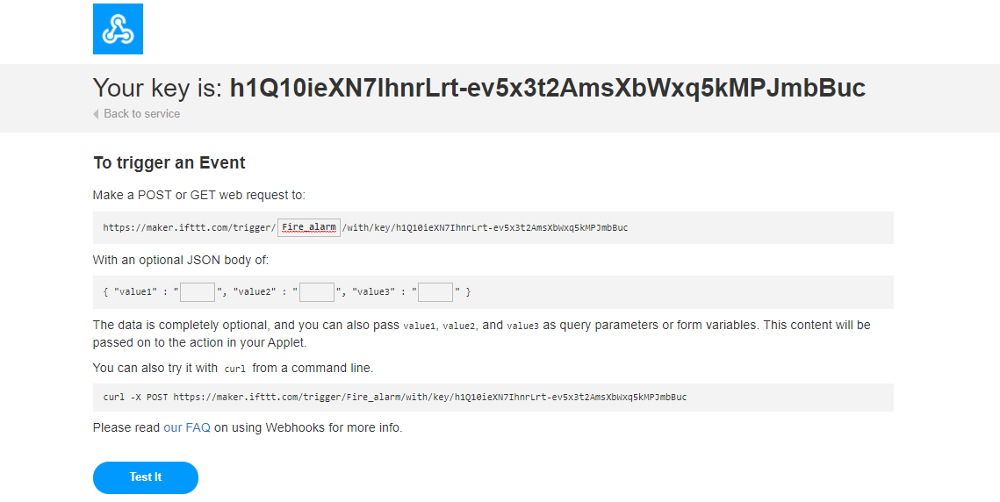 Your key is: h1Q10ieXN7IhnrLrt-ev5x3t2AmsXbWxq5kMPJmbBuc
Back to service
To trigger an Event
Make a POST or GET web request to:
https://maker.ifttt.com/trigger/ Fire_alarm /with/key/h1Q10ieXN7IhnrLrt-ev5x3t2AmsXbWxq5kMPJmbBuc
With an optional JSON body of:
{ "value1" : "", "value2" : "", "value3" : "" }
The data is completely optional, and you can also pass value1, value2, and value3 as query parameters or form variables. This content will be
passed on to the action in your Applet.
You can also try it with curl from a command line.
curl -X POST https://maker.ifttt.com/trigger/Fire_alarm/with/key/h1Q10ieXN7IhnrLrt-ev5x3t2AmsXbWxq5kMPJmbBuc
Please read our FAQ on using Webhooks for more info.
Test It